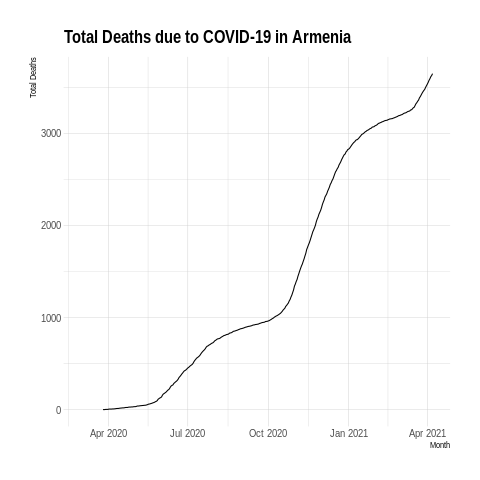 Total Deaths due to COVID-19 in Armenia
Total Deaths
3000
2000
1000
0
Apr 2020 Jul 2020 Oct 2020 Jan 2021 Apr 2021
Month